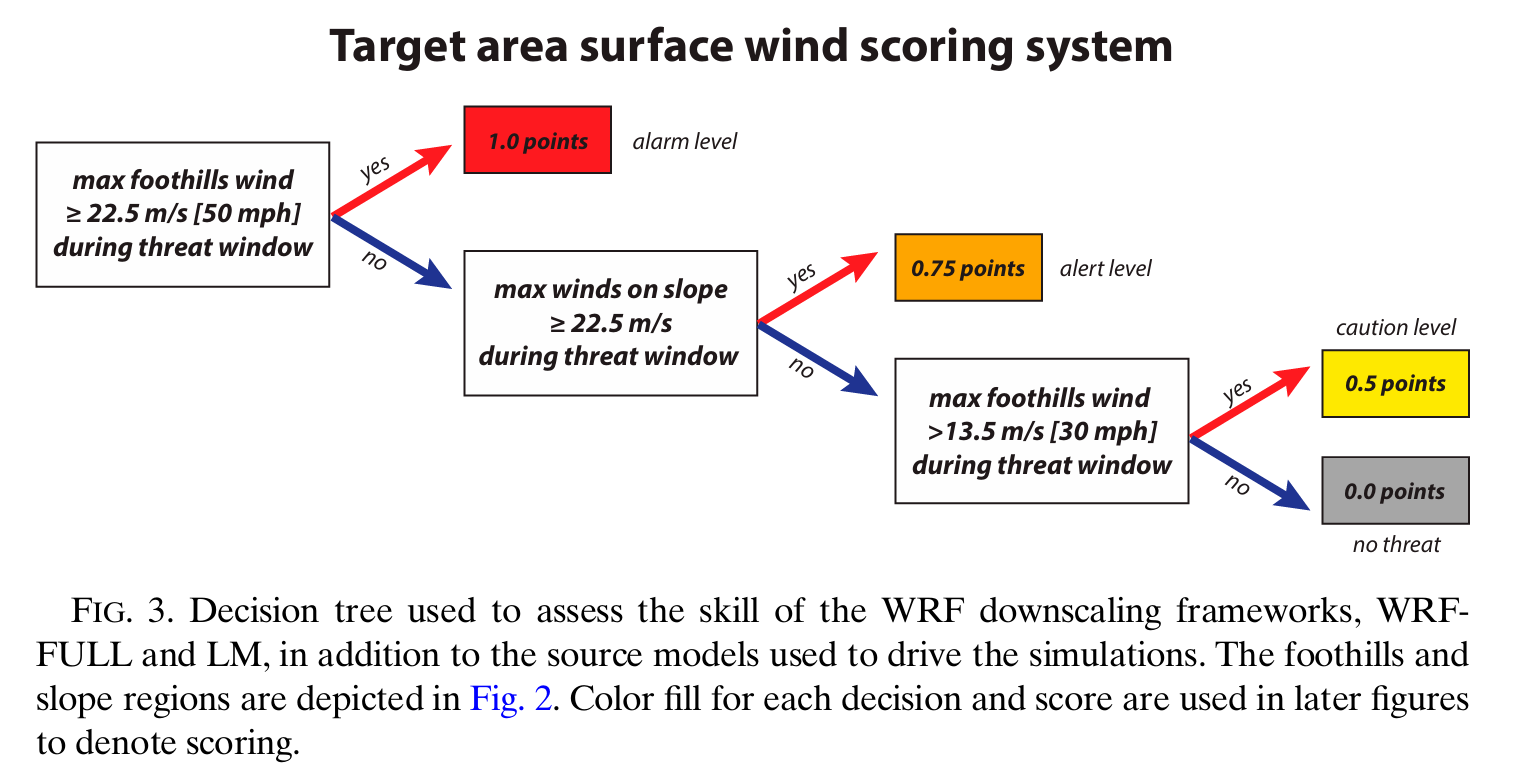 Target area surface wind scoring system
max foothills wind
≥ 22.5 m/s [50 mph]
during threat window
yes
no
1.0 points
alarm level
max winds on slope
≥ 22.5 m/s
during threat window
yes
no
0.75 points
alert level
max foothills wind
>13.5 m/s [30 mph]
during threat window
yes
no
caution level
0.5 points
0.0 points
no threat
FIG. 3. Decision tree used to assess the skill of the WRF downscaling frameworks, WRF-
FULL and LM, in addition to the source models used to drive the simulations. The foothills and
slope regions are depicted in Fig. 2. Color fill for each decision and score are used in later figures
to denote scoring.